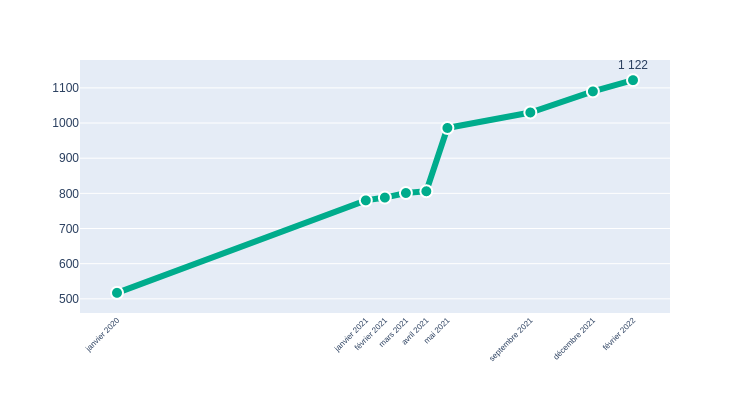 1 122
1100
1000
900
800
700
600
500
janvier 2020
janvier 2021
février 2021
mars 2021
avril 2021
mai 2021
septembre 2021
décembre 2021
février 2022